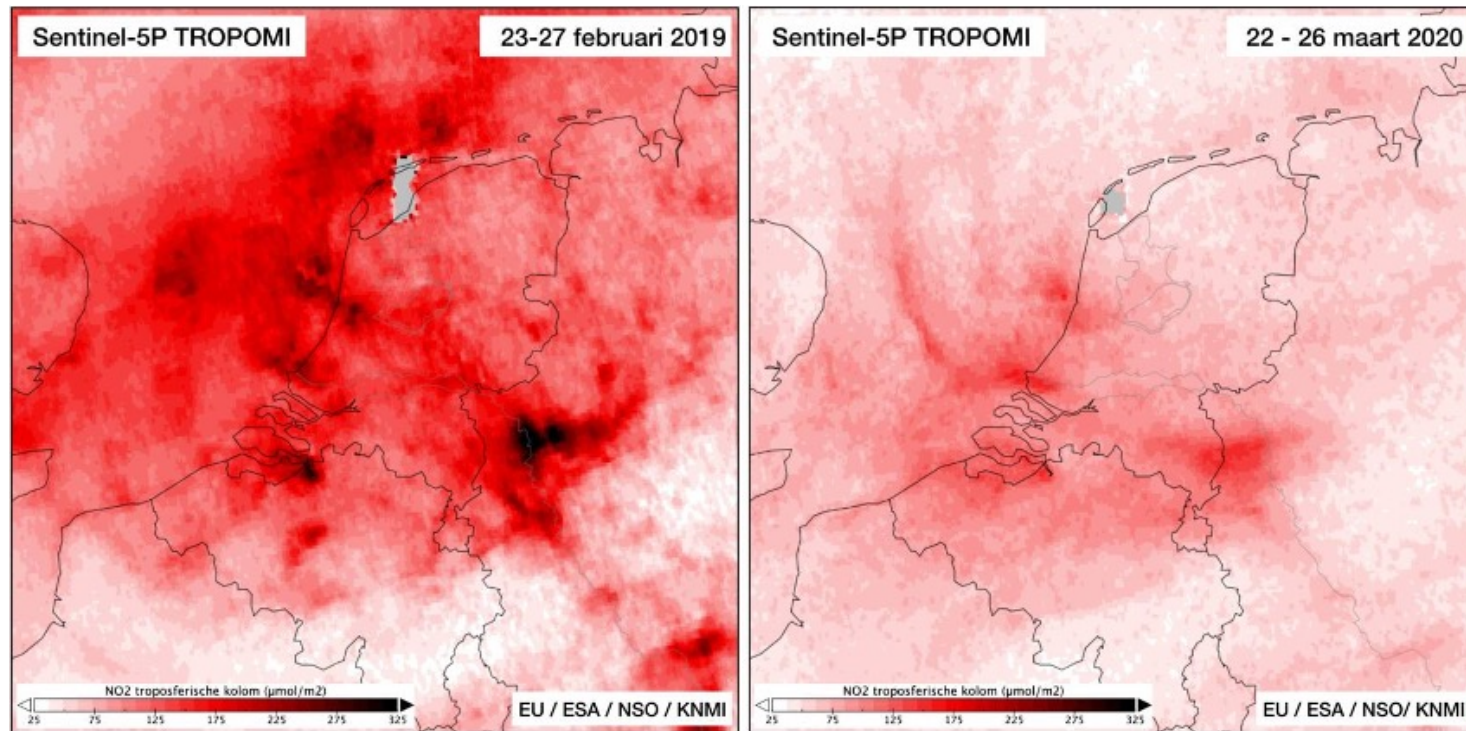 Sentinel-5P TROPOMI
23-27 februari 2019
NO2 troposferische kolom (µmol/m2)
25 75 125 175 225 275 325
EU / ESA / NSO / KNMI
Sentinel-5P TROPOMI
22 - 26 maart 2020
NO2 troposferische kolom (µmol/m2)
25 75 125 175 225 275 325
EU / ESA / NSO/ KNMI